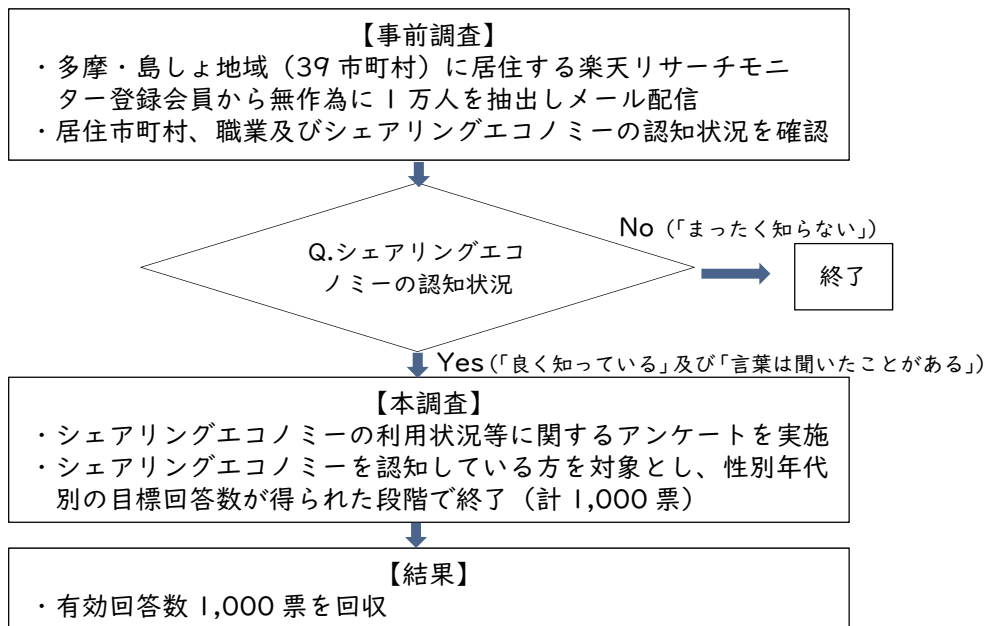 【事前調査】
・多摩・島しょ地域（39市町村）に居住する楽天リサーチモニ
ター登録会員から無作為に1万人を抽出しメール配信
・居住市町村、職業及びシェアリングエコノミーの認知状況を確認
No（「まったく知らない」）
Q.シェアリングエコ
ノミーの認知状況
終了
Yes（「良く知っている」及び「言葉は聞いたことがある」）
【本調査】
・シェアリングエコノミーの利用状況等に関するアンケートを実施
・シェアリングエコノミーを認知している方を対象とし、性別年代
別の目標回答数が得られた段階で終了（計1,000票）
【結果】
・有効回答数1,000票を回収